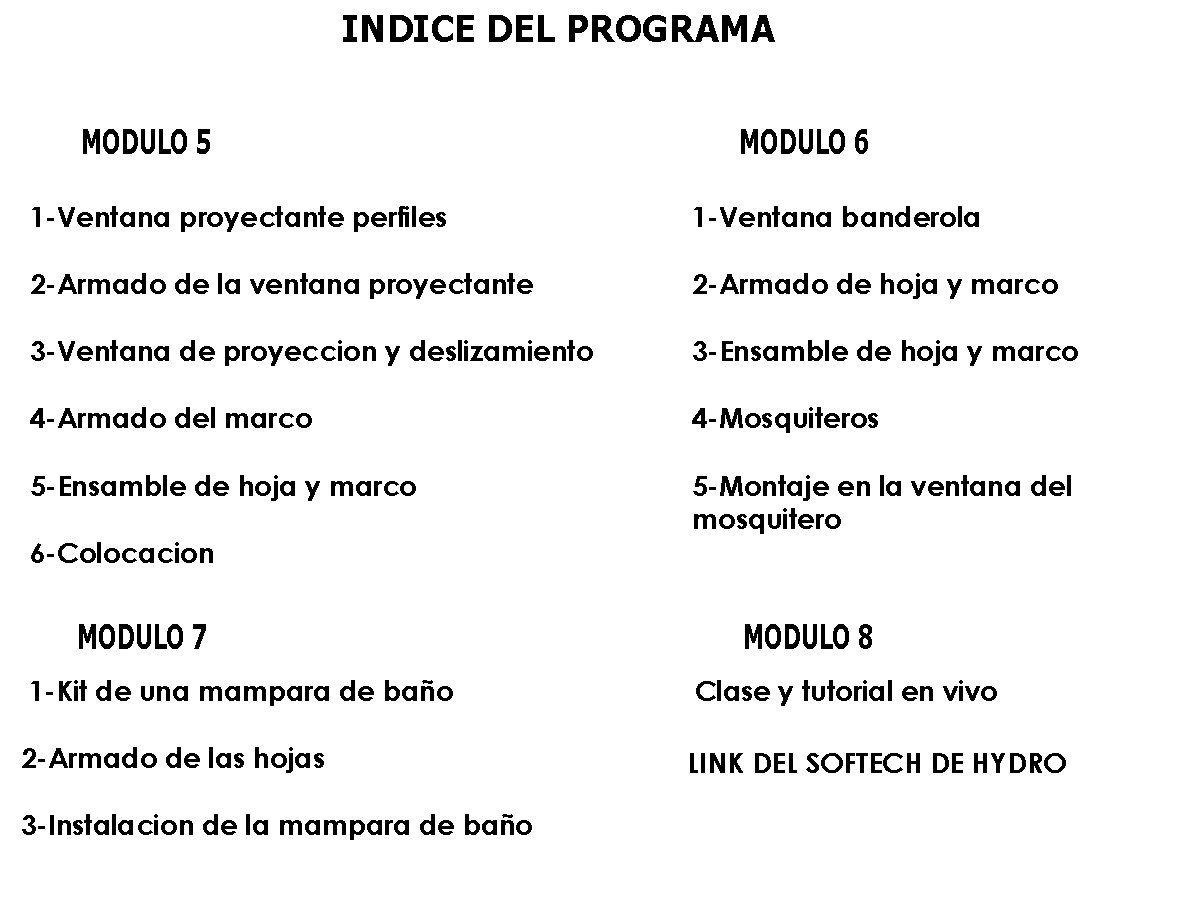 INDICE DEL PROGRAMA
MODULO 5
1-Ventana proyectante perfiles
2-Armado de la ventana proyectante
3-Ventana de proyeccion y deslizamiento
4-Armado del marco
5-Ensamble de hoja y marco
6-Colocacion
MODULO 6
1-Ventana banderola
2-Armado de hoja y marco
3-Ensamble de hoja y marco
4-Mosquiteros
5-Montaje en la ventana del
mosquitero
MODULO 7
1-Kit de una mampara de baño
2-Armado de las hojas
3-Instalacion de la mampara de baño
MODULO 8
Clase y tutorial en vivo
LINK DEL SOFTECH DE HYDRO